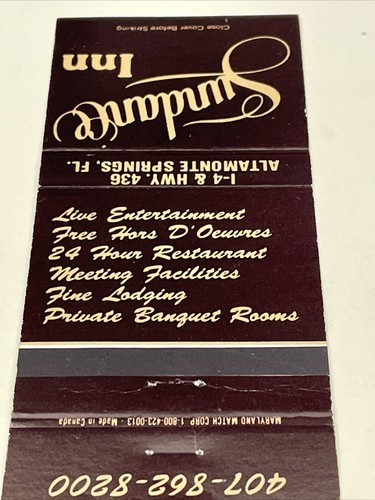 Close Cover Before Striking
Sundance
Inn
I-4 & HWY. 436
ALTAMONTE SPRINGS, FL.
Live Entertainment
Free Hors D'Oeuvres
24 Hour Restaurant
Meeting Facilities
Fine Lodging
Private Banquet Rooms
MARYLAND MATCH CORP 1-800-423-0013 - Made in Canada
407-862-8200